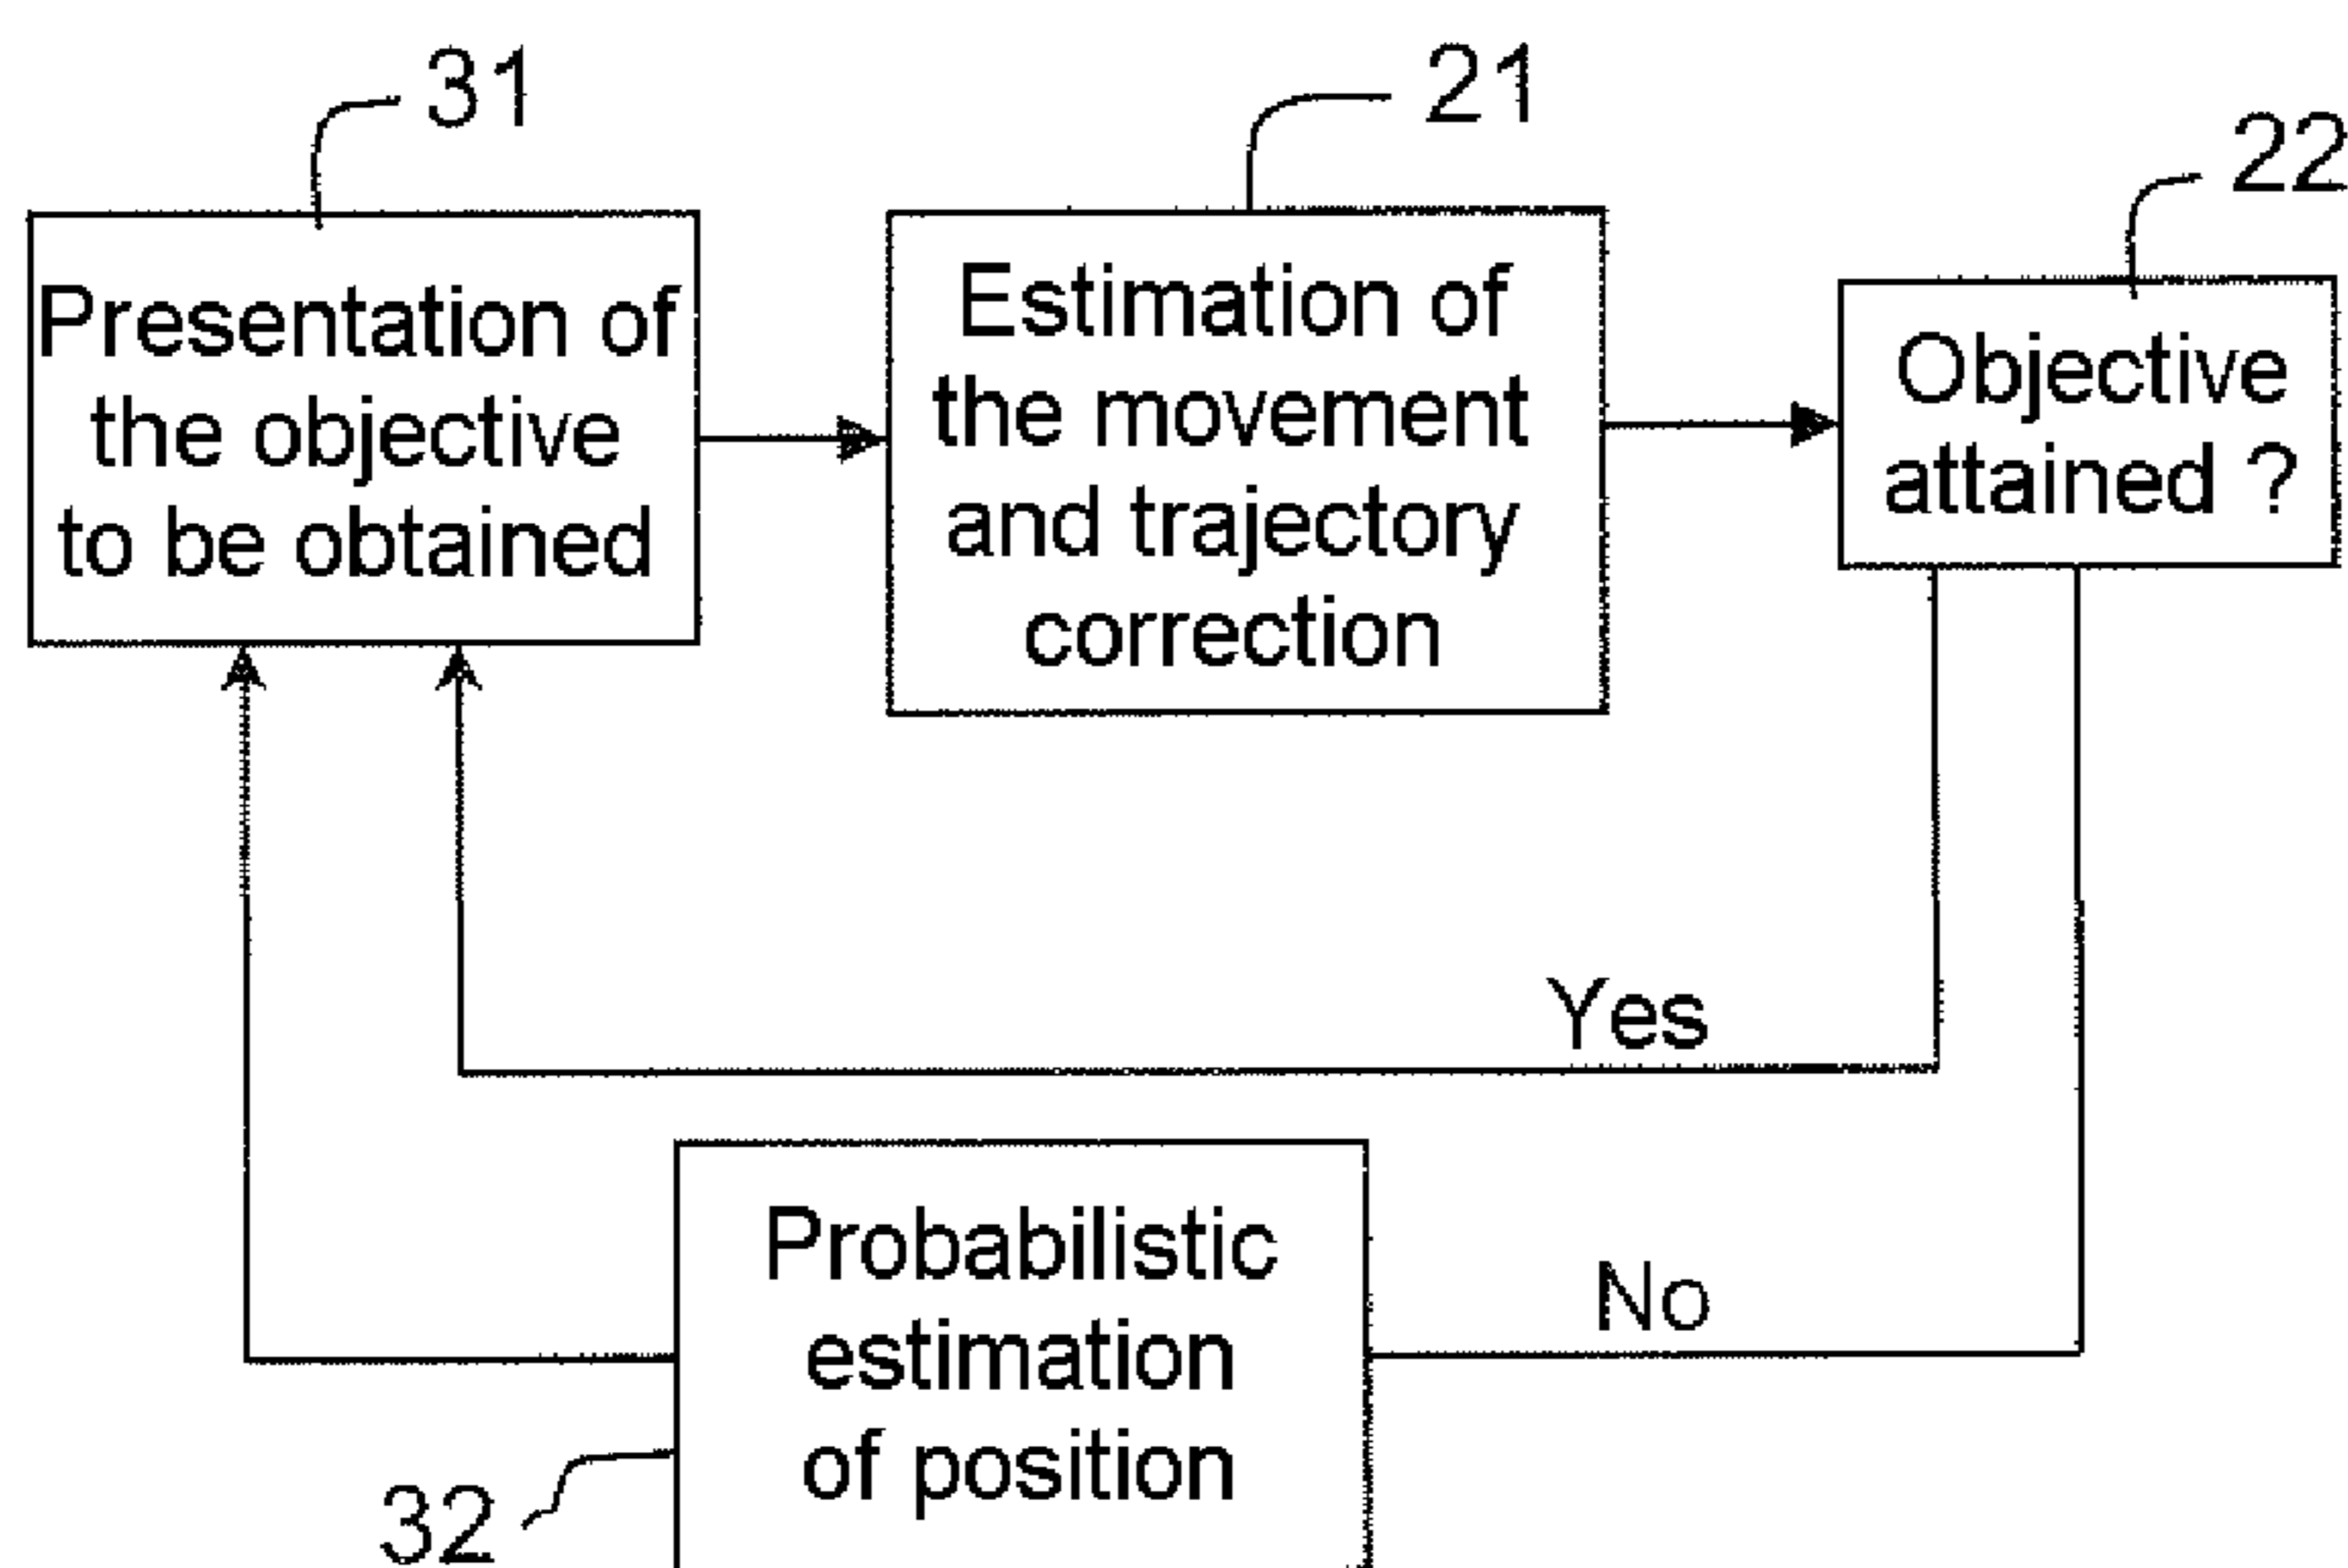 31
21
22
Presentation of
the objective
to be obtained
Estimation of
the movement
and trajectory
correction
Objective
attained ?
Yes
Probabilistic
estimation
of position
No
32